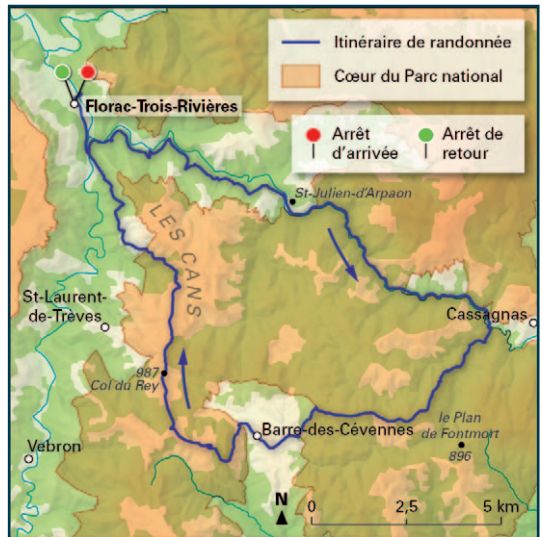 Itinéraire de randonnée
Cœur du Parc national
Arrêt
d'arrivée
Arrêt de
retour
Florac-Trois-Rivières
St-Julien-d'Arpaon
LES CANS
St-Laurent-
de-Trèves
Cassagnas
987
Col du Rey
Barre-des-Cévennes
le Plan
de Fontmort
896
Vebron
N
0
2,5
5 km